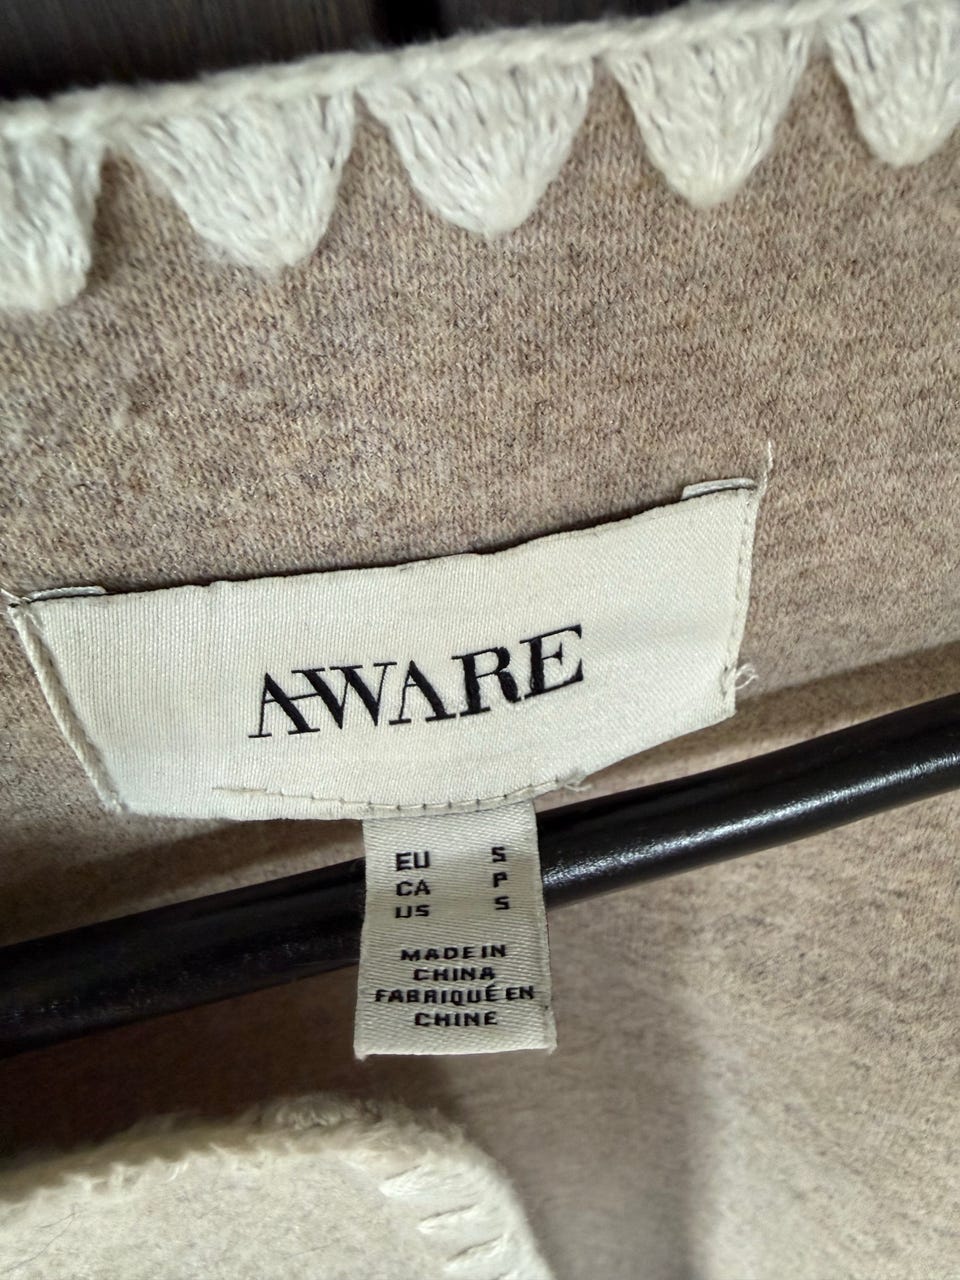 AWARE
EU S
CA P
US S
MADE IN
CHINA
FABRIQUÉ EN
CHINE